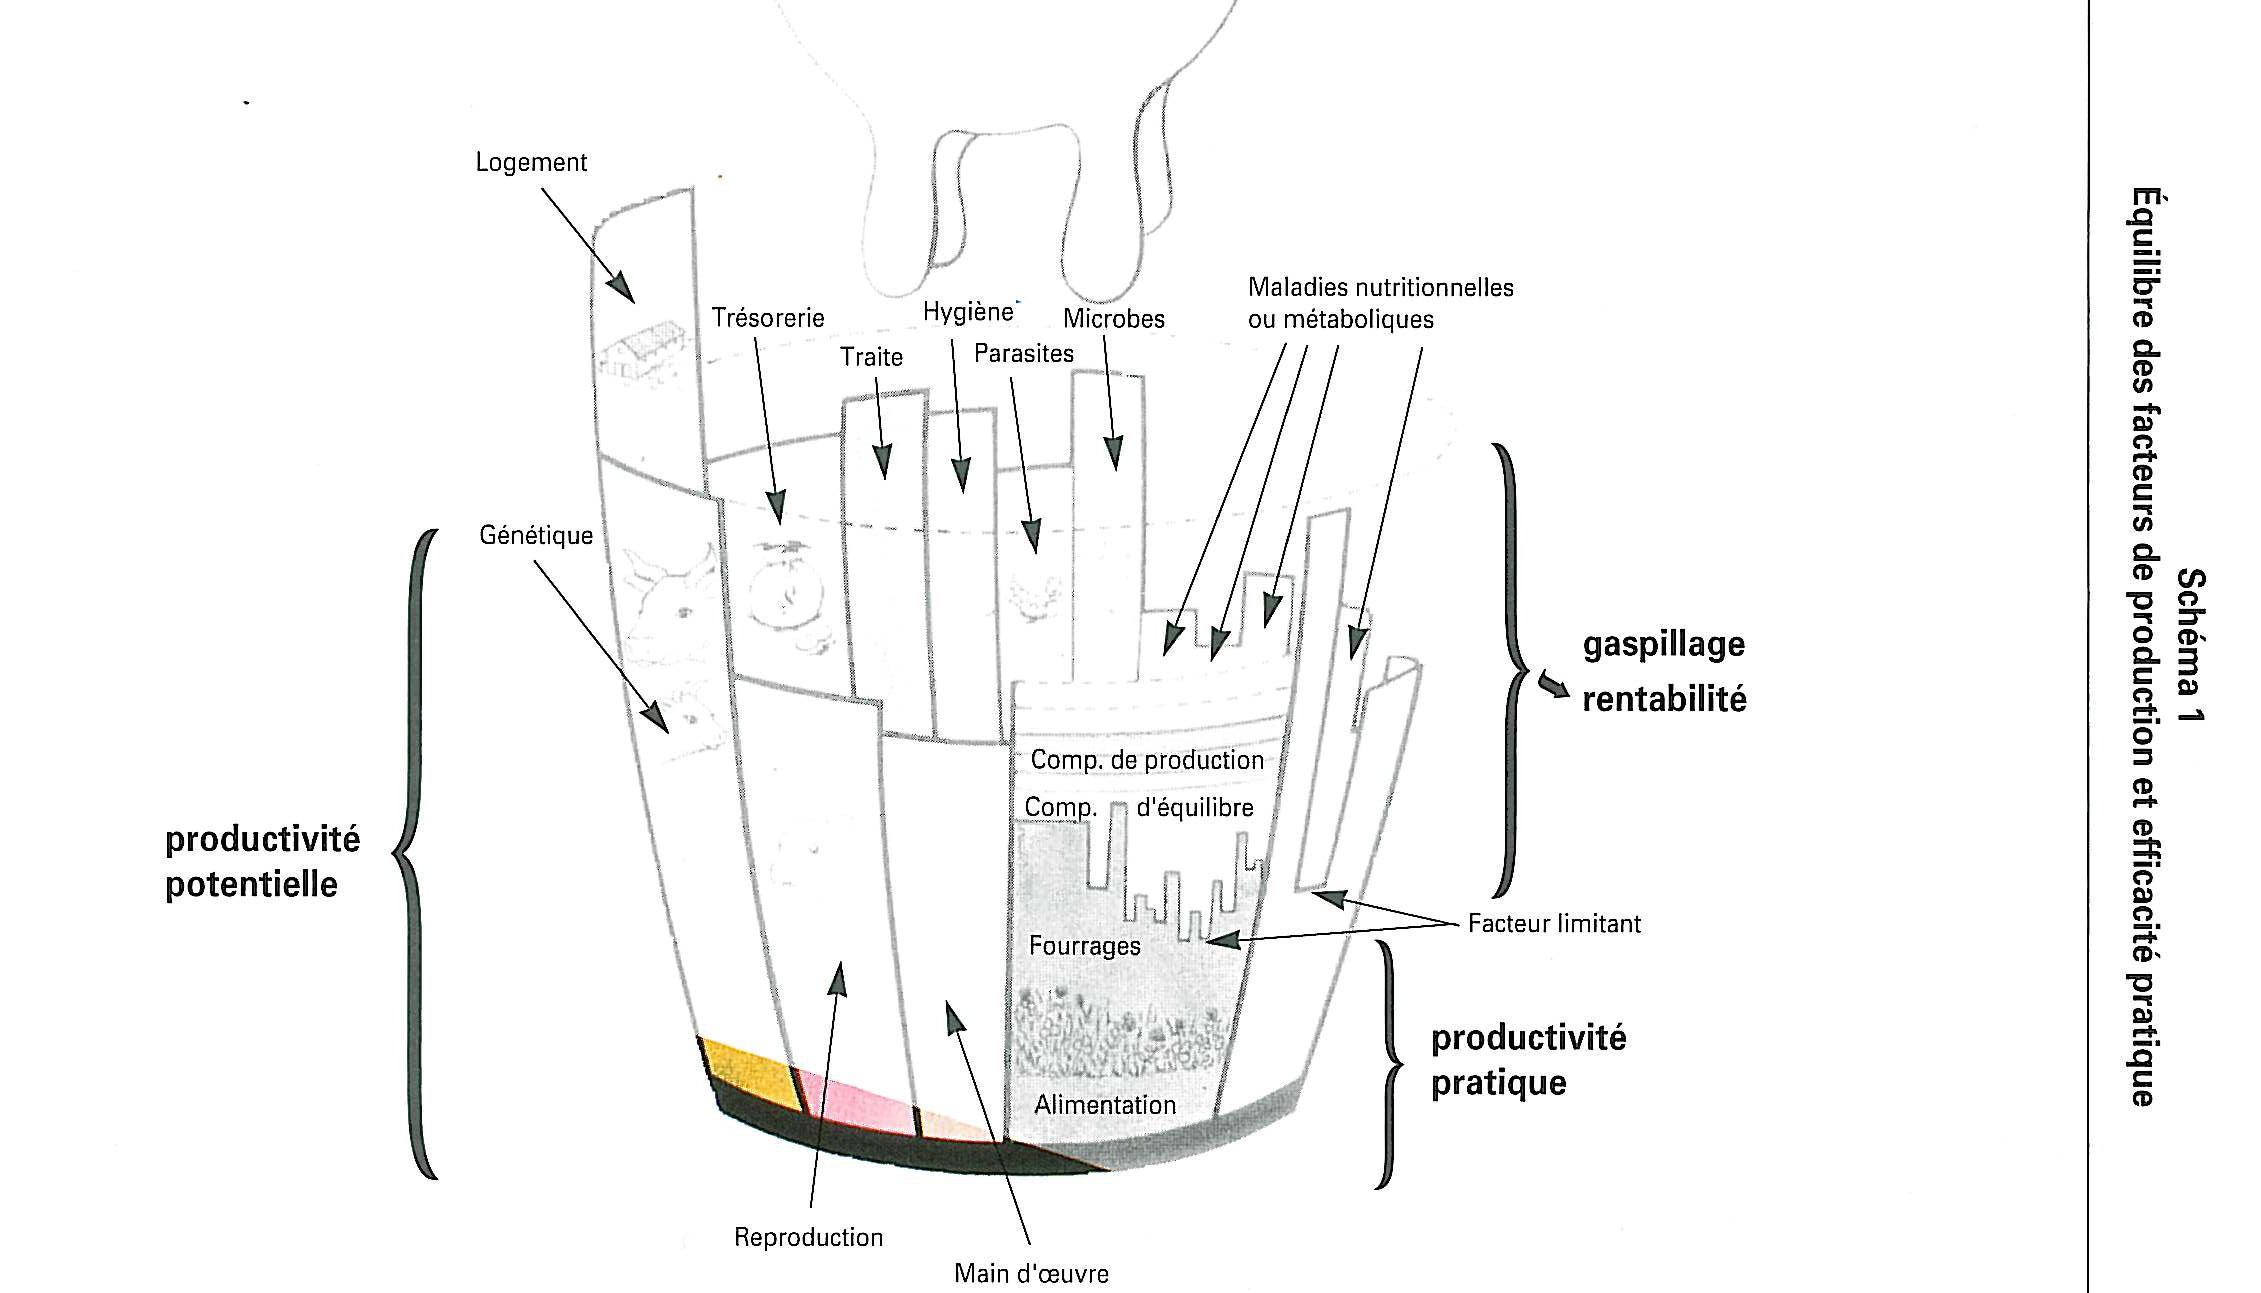 Schéma 1
Équilibre des facteurs de production et efficacité pratique
Logement
Trésorerie
Traite
Hygiène
Parasites
Microbes
Maladies nutritionnelles
ou métaboliques
Génétique
productivité
potentielle
gaspillage
rentabilité
Comp. de production
Comp. d'équilibre
Fourrages
Alimentation
Facteur limitant
productivité
pratique
Reproduction
Main d'œuvre